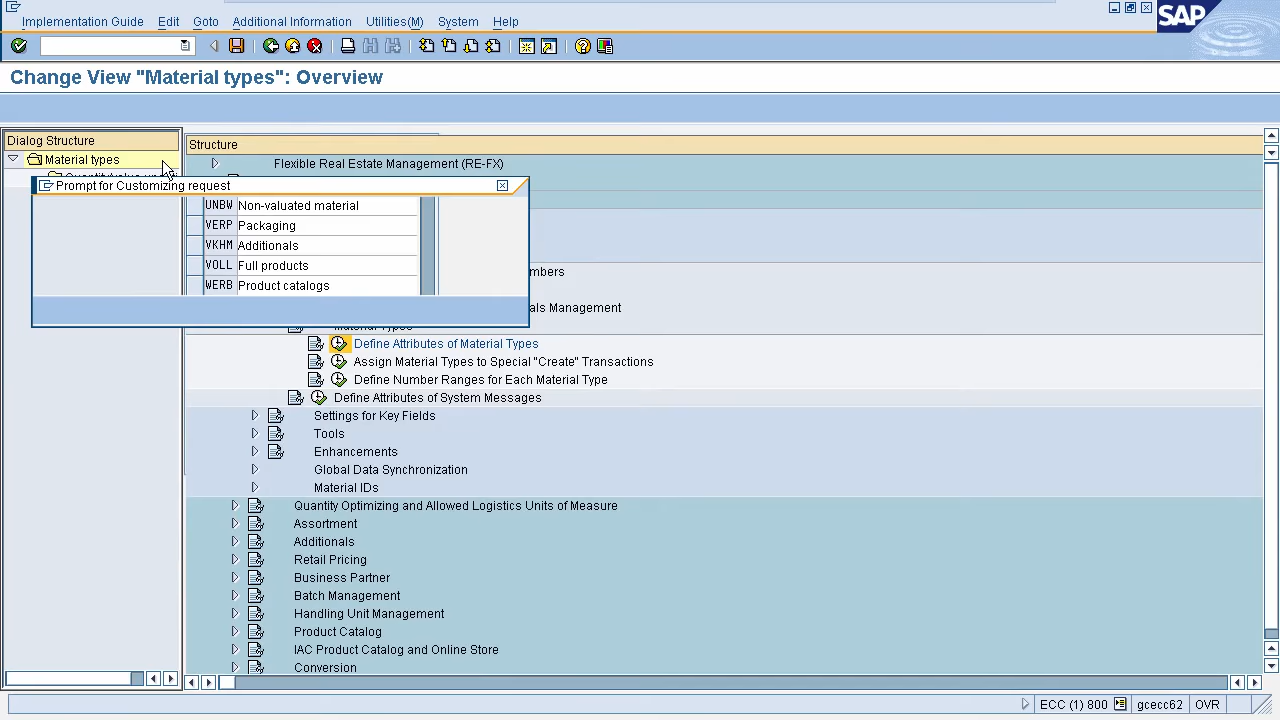 Implementation Guide Edit Goto Additional Information Utilities(M) System Help
SAP
Change View "Material types": Overview
Dialog Structure
Structure
Material types
Flexible Real Estate Management (RE-FX)
Prompt for Customizing request
UNBW Non-valuated material
VERP Packaging
VKHM Additionals
VOLL Full products
WERB Product catalogs
mbers
als Management
Material Types
Define Attributes of Material Types
Assign Material Types to Special "Create" Transactions
Define Number Ranges for Each Material Type
Define Attributes of System Messages
Settings for Key Fields
Tools
Enhancements
Global Data Synchronization
Material IDs
Quantity Optimizing and Allowed Logistics Units of Measure
Assortment
Additionals
Retail Pricing
Business Partner
Batch Management
Handling Unit Management
Product Catalog
IAC Product Catalog and Online Store
Conversion
ECC (1) 800 gcecc62 OVR